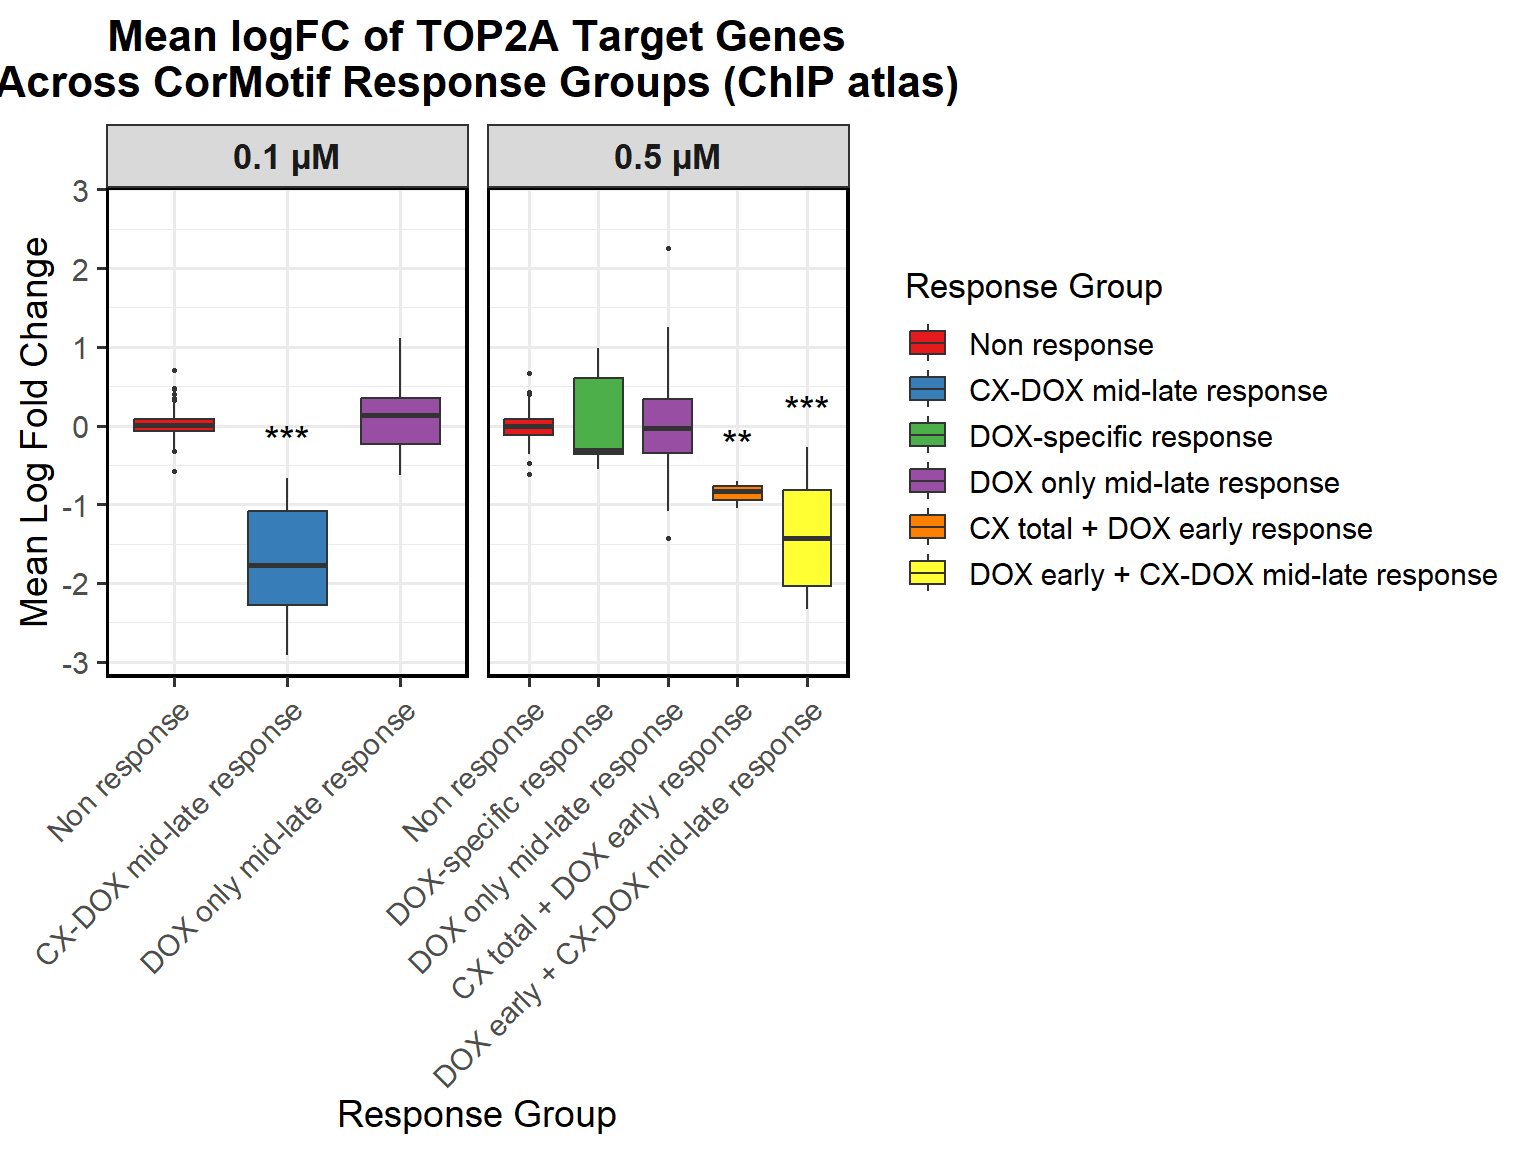 Mean logFC of TOP2A Target Genes
Across CorMotif Response Groups (ChIP atlas)
0.1 µM
0.5 µM
Mean Log Fold Change
3
2
1
0
-1
-2
-3
***
**
***
Non response
CX-DOX mid-late response
DOX only mid-late response
Non response
DOX-specific response
DOX only mid-late response
CX total + DOX early response
DOX early + CX-DOX mid-late response
Response Group
Response Group
Non response
CX-DOX mid-late response
DOX-specific response
DOX only mid-late response
CX total + DOX early response
DOX early + CX-DOX mid-late response